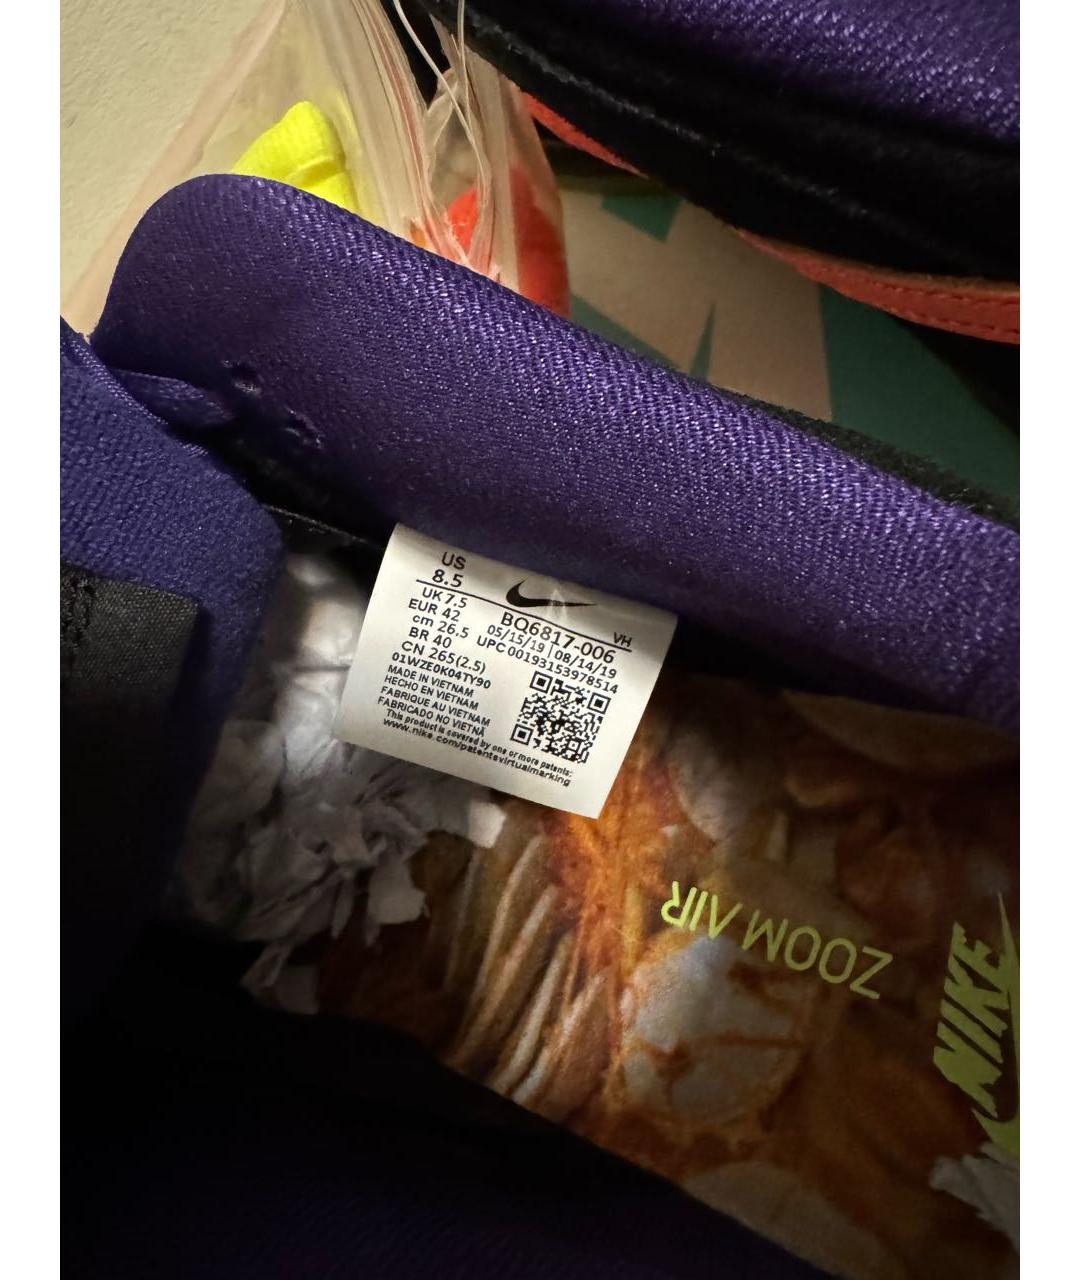 US
8.5
UK 7.5
EUR 42
cm 26.5
BR 40
CN 265(2.5)
01WZE0K04TY90
MADE IN VIETNAM
HECHO EN VIETNAM
FABRIQUE AU VIETNAM
FABRICADO NO VIETNÃ
This product is covered by one or more patents:
www.nike.com/patentsvirtualmarking
VH
BQ6817-006
05/15/19 | 08/14/19
UPC 00193153978514
ZOOM AIR
NIKE